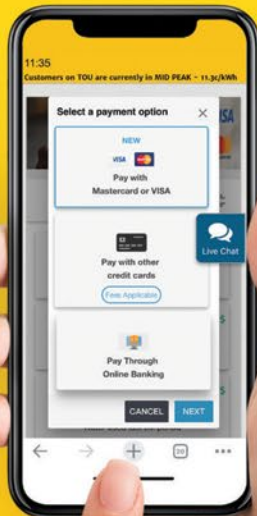 11:35
Customers on TOU are currently in MID PEAK - 11.3¢/kWh
Select a payment option
NEW
VISA
Pay with
Mastercard or VISA
Live Chat
Pay with other
credit cards
Fees Applicable
Pay Through
Online Banking
CANCEL
NEXT